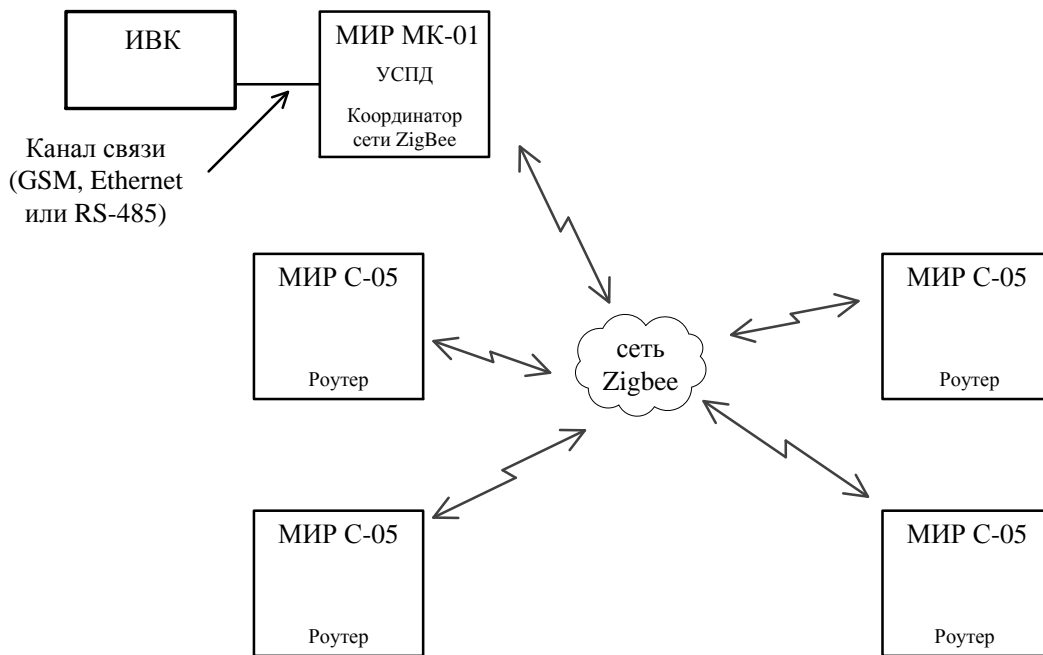 ИВК
МИР МК-01
УСПД
Координатор
сети ZigBee
Канал связи
(GSM, Ethernet
или RS-485)
МИР С-05
Роутер
МИР С-05
Роутер
сеть
Zigbee
МИР С-05
Роутер
МИР С-05
Роутер